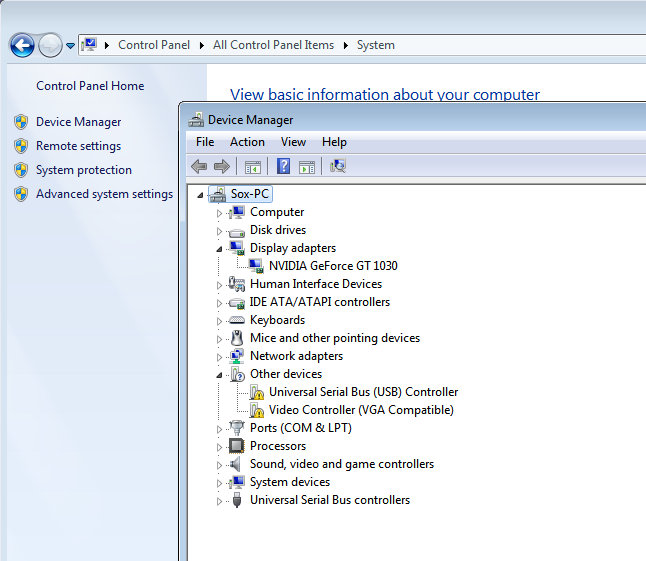 Control Panel
All Control Panel Items
System
Control Panel Home
View basic information about your computer
Device Manager
Remote settings
System protection
Advanced system settings
Device Manager
File Action View Help
Sox-PC
Computer
Disk drives
Display adapters
NVIDIA GeForce GT 1030
Human Interface Devices
IDE ATA/ATAPI controllers
Keyboards
Mice and other pointing devices
Network adapters
Other devices
Universal Serial Bus (USB) Controller
Video Controller (VGA Compatible)
Ports (COM & LPT)
Processors
Sound, video and game controllers
System devices
Universal Serial Bus controllers